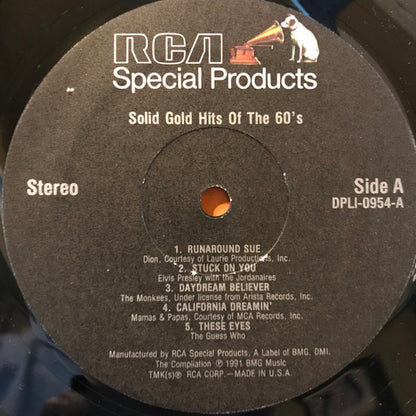 RCA
Special Products
Solid Gold Hits Of The 60's
Stereo
Side A
DPLI-0954-A
1. RUNAROUND SUE
Dion, Courtesy of Laurie Productions, Inc.
2. STUCK ON YOU
Elvis Presley with the Jordanaires
3. DAYDREAM BELIEVER
The Monkees, Under license from Arista Records, Inc.
4. CALIFORNIA DREAMIN'
Mamas & Papas, Courtesy of MCA Records, Inc.
5. THESE EYES
The Guess Who
Manufactured by RCA Special Products, A Label of BMG, DMI.
The Compilation ℗ 1991 BMG Music
TMK(s)® RCA CORP. — Made in U.S.A.